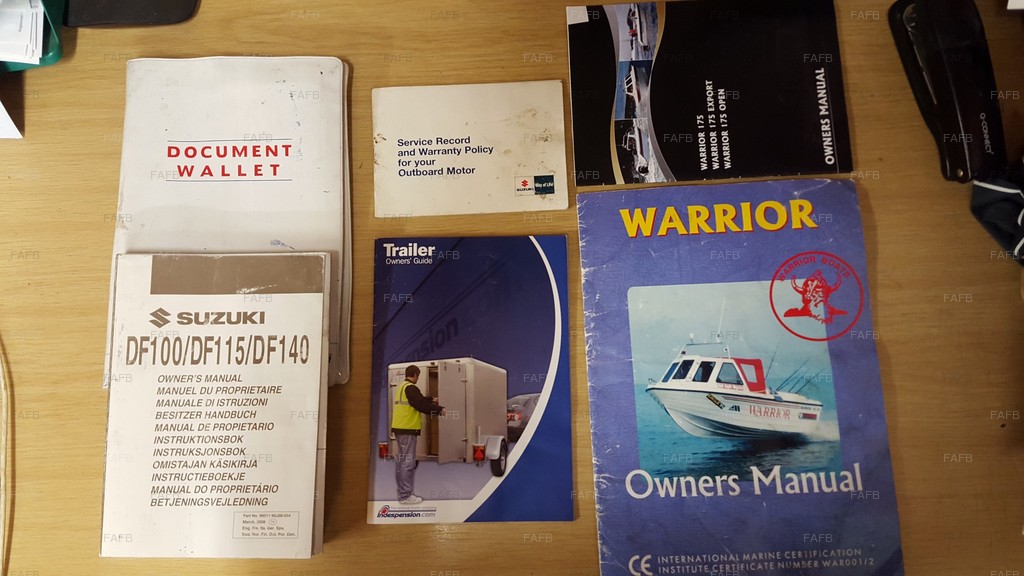 DOCUMENT
WALLET
SUZUKI
DF100/DF115/DF140
OWNER'S MANUAL
MANUEL DU PROPRIETAIRE
MANUALE DI ISTRUZIONI
BESITZER HANDBUCH
MANUAL DE PROPIETARIO
INSTRUKTIONSBOK
INSTRUKSJONSBOK
OMISTAJAN KÄSIKIRJA
INSTRUCTIEBOEKJE
MANUAL DO PROPRIETÁRIO
BETJENINGSVEJLEDNING
Service Record
and Warranty Policy
for your
Outboard Motor
SUZUKI
Way of Life!
Trailer
Owners' Guide
Indespension.com
WARRIOR 175
WARRIOR 175 EXPORT
WARRIOR 175 OPEN
OWNERS MANUAL
WARRIOR
WARRIOR BOATS
WARRIOR
Owners Manual
CE INTERNATIONAL MARINE CERTIFICATION
INSTITUTE CERTIFICATE NUMBER WAR001/2
Q-CONNECT
FAFB